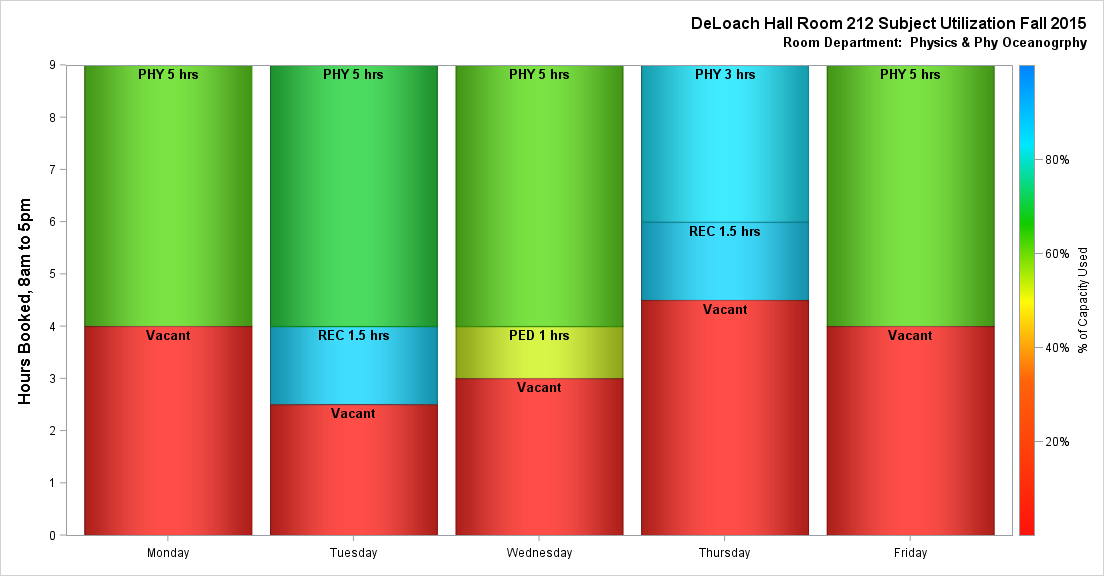 DeLoach Hall Room 212 Subject Utilization Fall 2015
Room Department:  Physics & Phy Oceanogrphy
Hours Booked, 8am to 5pm
9
8
7
6
5
4
3
2
1
0
PHY 5 hrs
Vacant
PHY 5 hrs
REC 1.5 hrs
Vacant
PHY 5 hrs
PED 1 hrs
Vacant
PHY 3 hrs
REC 1.5 hrs
Vacant
PHY 5 hrs
Vacant
Monday
Tuesday
Wednesday
Thursday
Friday
80%
60%
40%
20%
% of Capacity Used